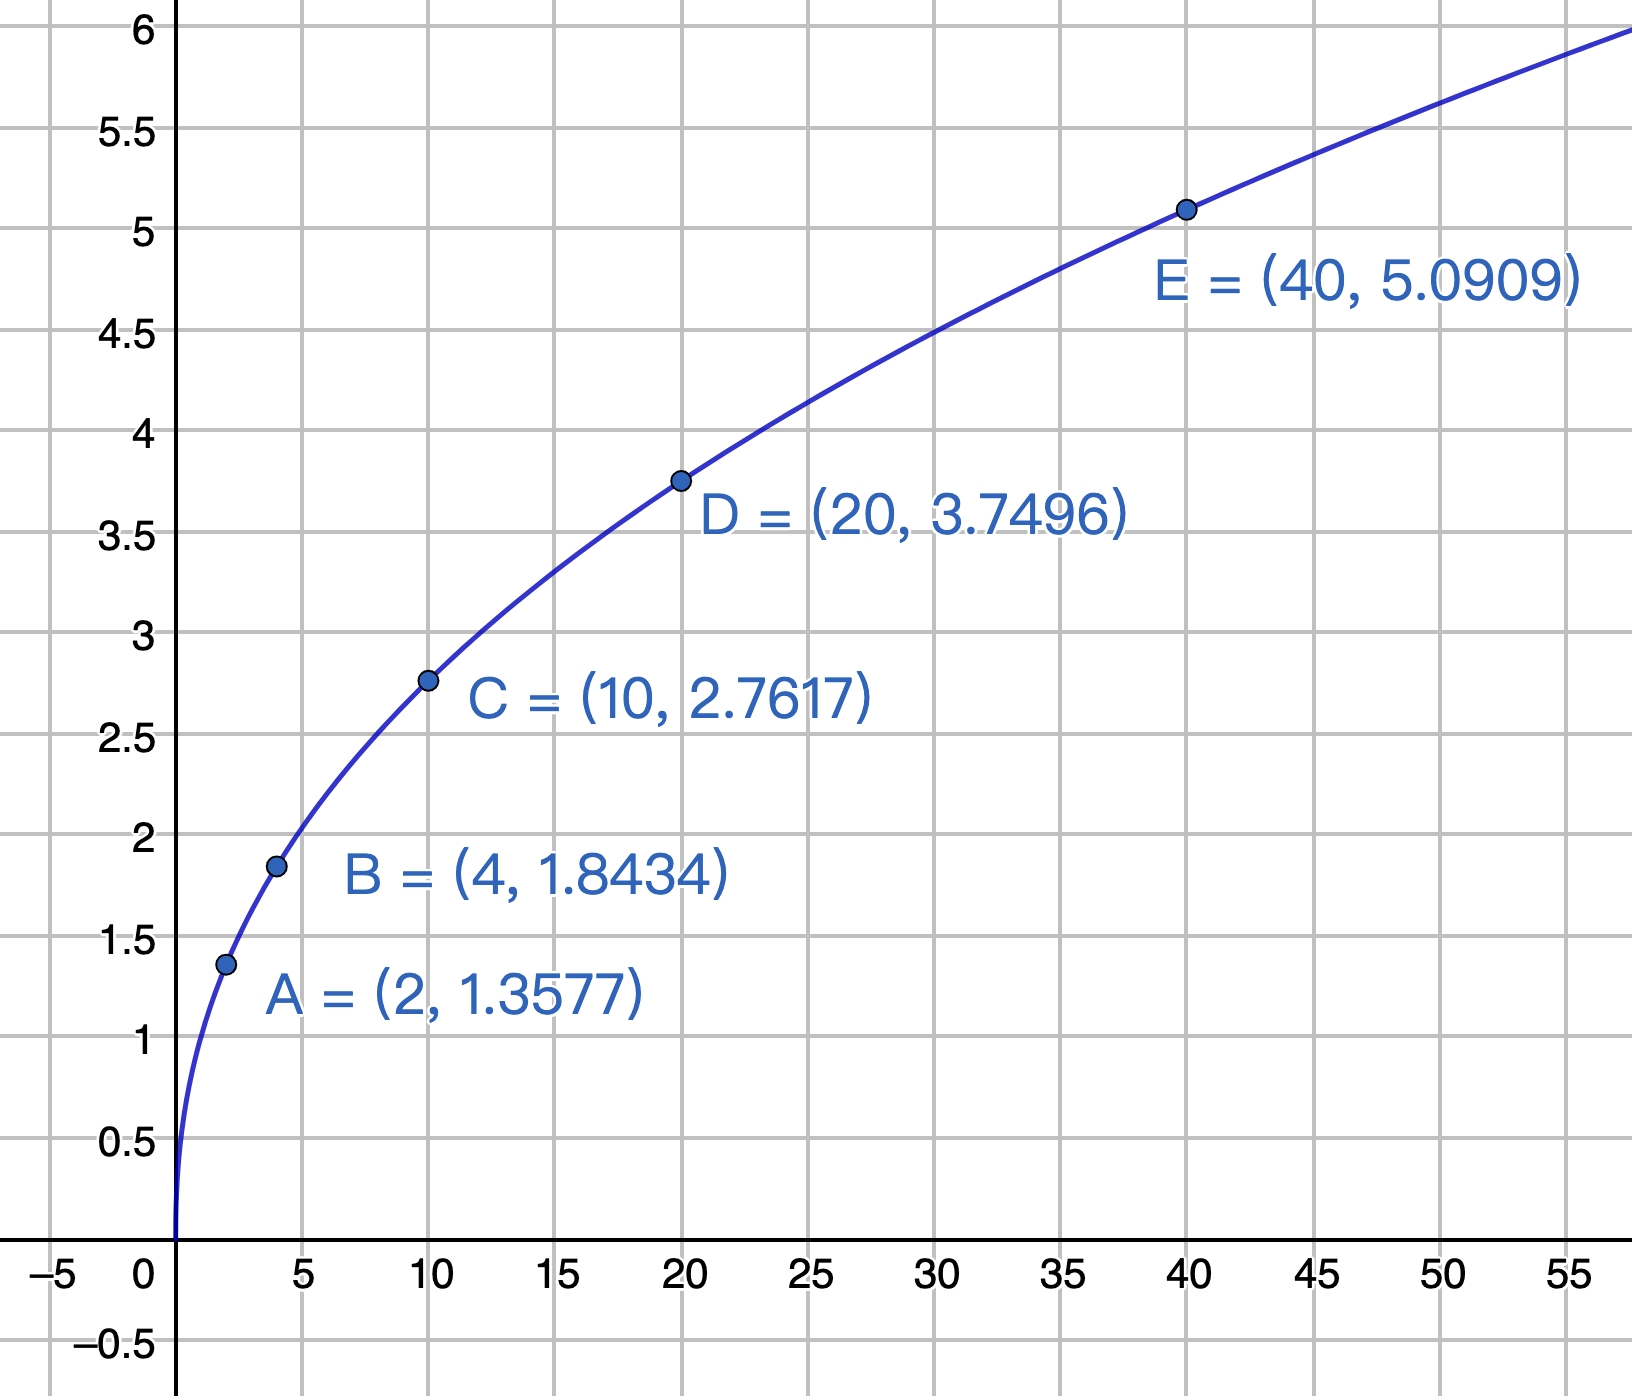 6
5.5
5
E = (40, 5.0909)
4.5
4
3.5
D = (20, 3.7496)
3
C = (10, 2.7617)
2.5
2
B = (4, 1.8434)
1.5
A = (2, 1.3577)
1
0.5
–5 0 5 10 15 20 25 30 35 40 45 50 55
–0.5